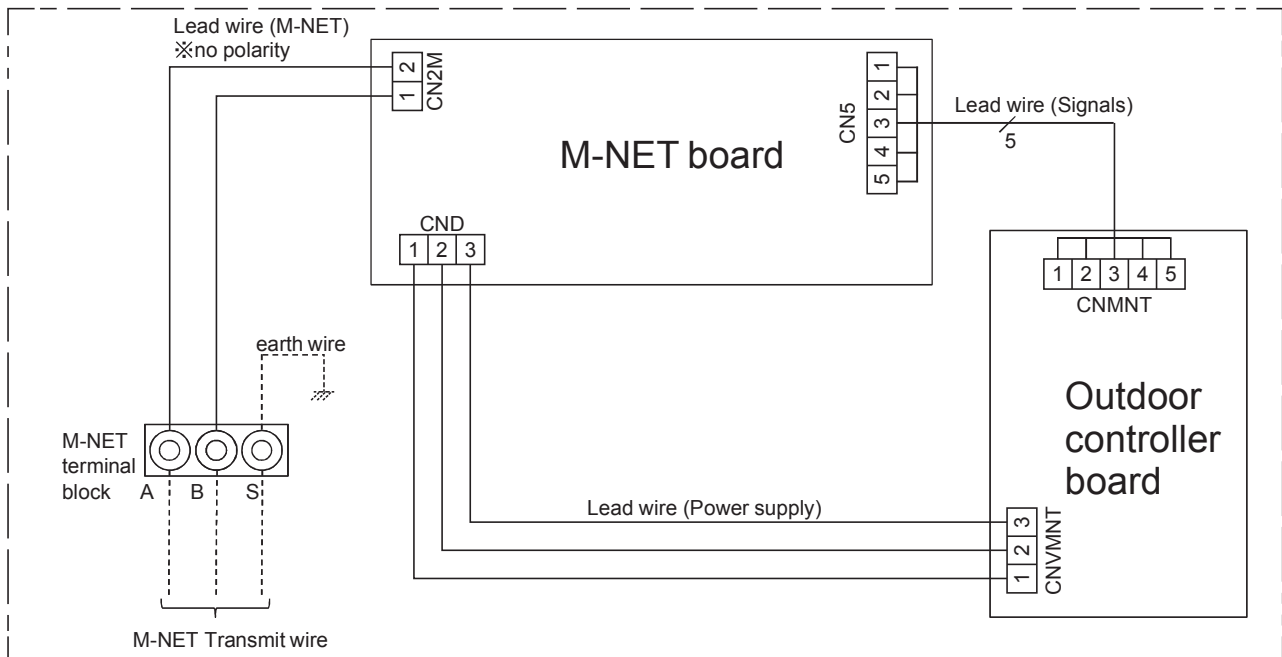 Lead wire (M-NET)
※no polarity
2
1
CN2M
M-NET board
CN5
1
2
3
4
5
Lead wire (Signals)
5
CND
1 2 3
1 2 3 4 5
CNMNT
earth wire
Outdoor
controller
board
M-NET
terminal
block
A B S
Lead wire (Power supply)
3
2
1
CNVMNT
M-NET Transmit wire